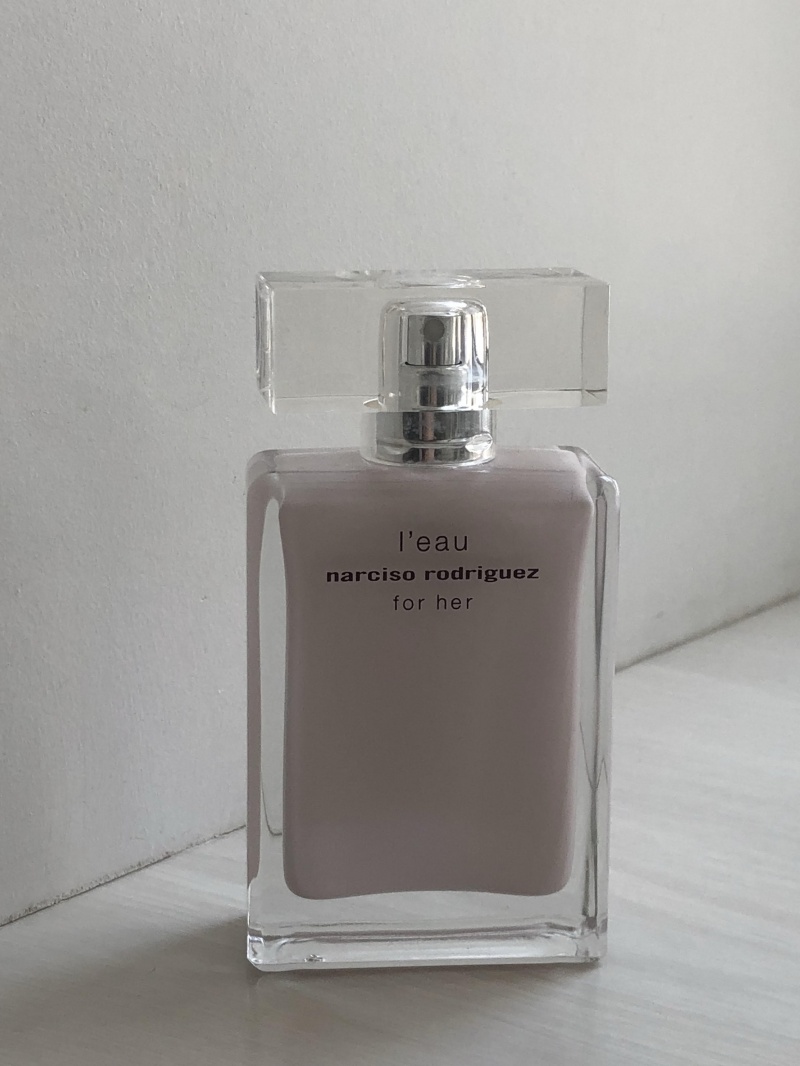 l'eau
narciso rodriguez
for her